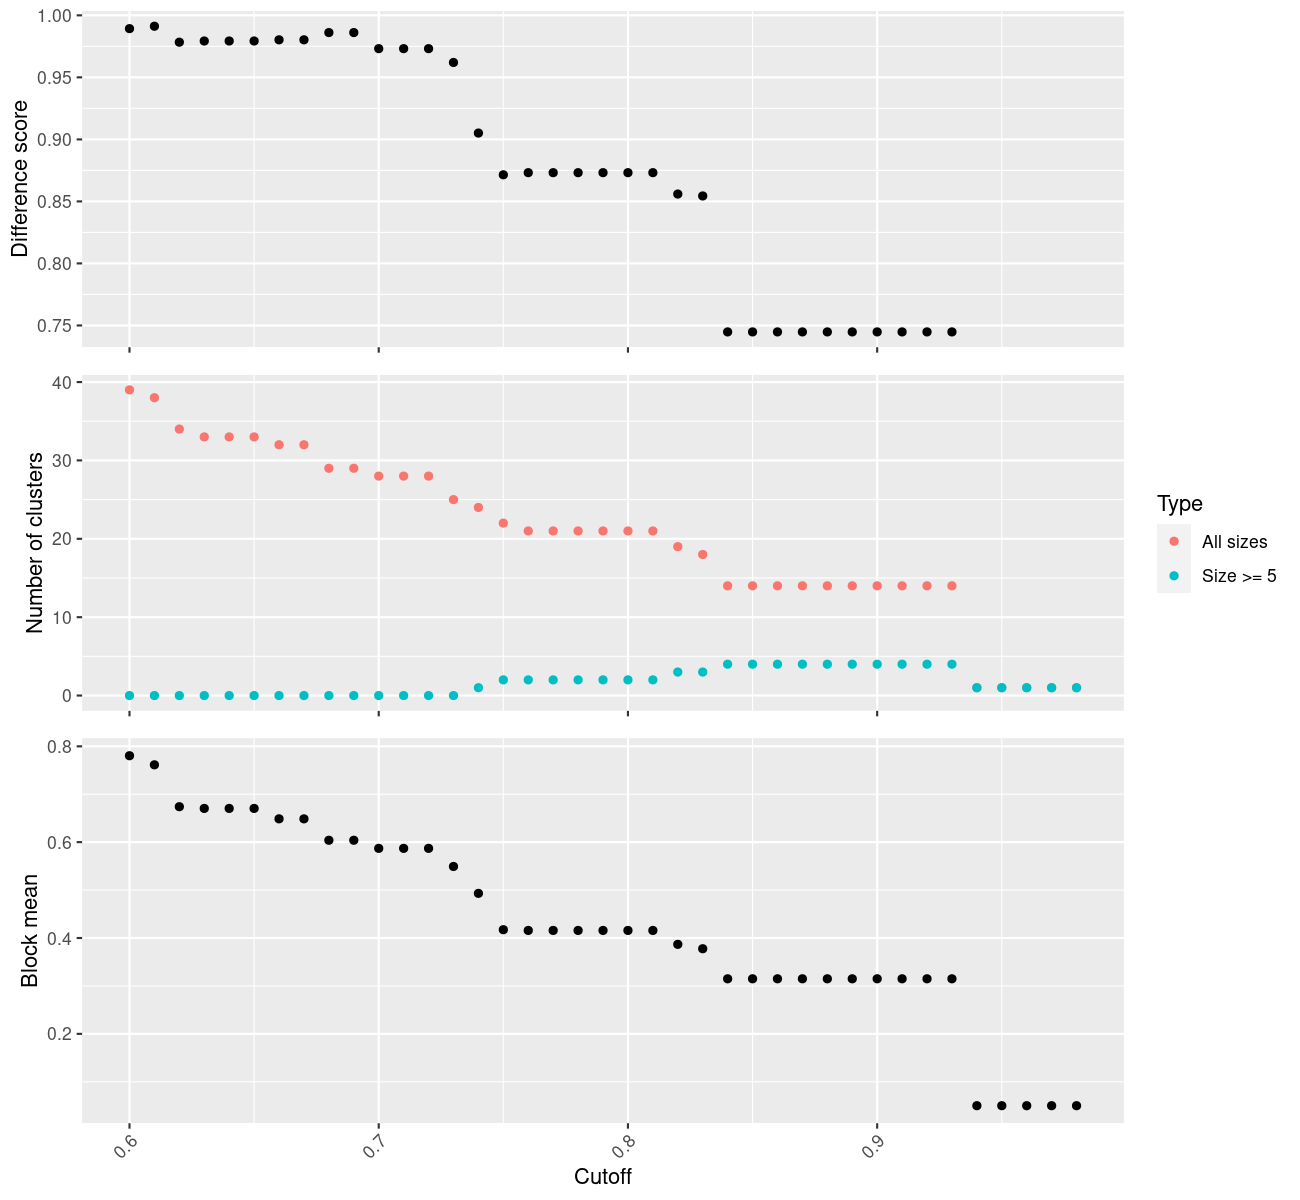 Difference score
1.00
0.95
0.90
0.85
0.80
0.75
Number of clusters
40
30
20
10
0
Type
All sizes
Size >= 5
Block mean
0.8
0.6
0.4
0.2
0.6 0.7 0.8 0.9
Cutoff